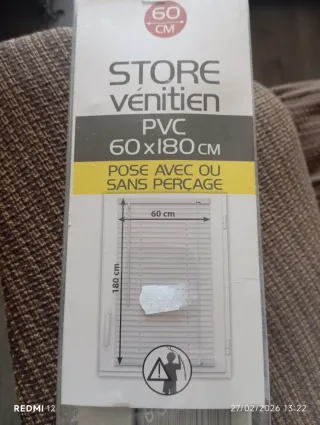 60
CM
STORE
vénitien
PVC
60x180 CM
POSE AVEC OU
SANS PERÇAGE
60 cm
180 cm
REDMI 12
27/02/2026 13:22